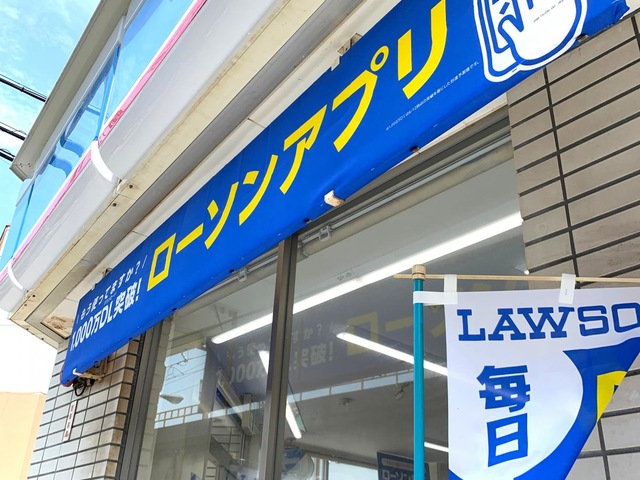 もう使ってますか？/
1,000万DL突破!
ローソンアプリ
LAWSO
毎日